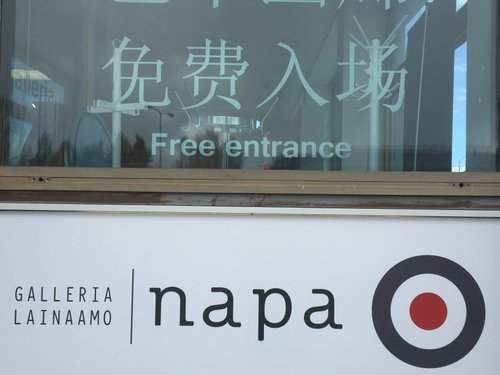 免费入场
Free entrance
GALLERIA
LAINAAMO
napa